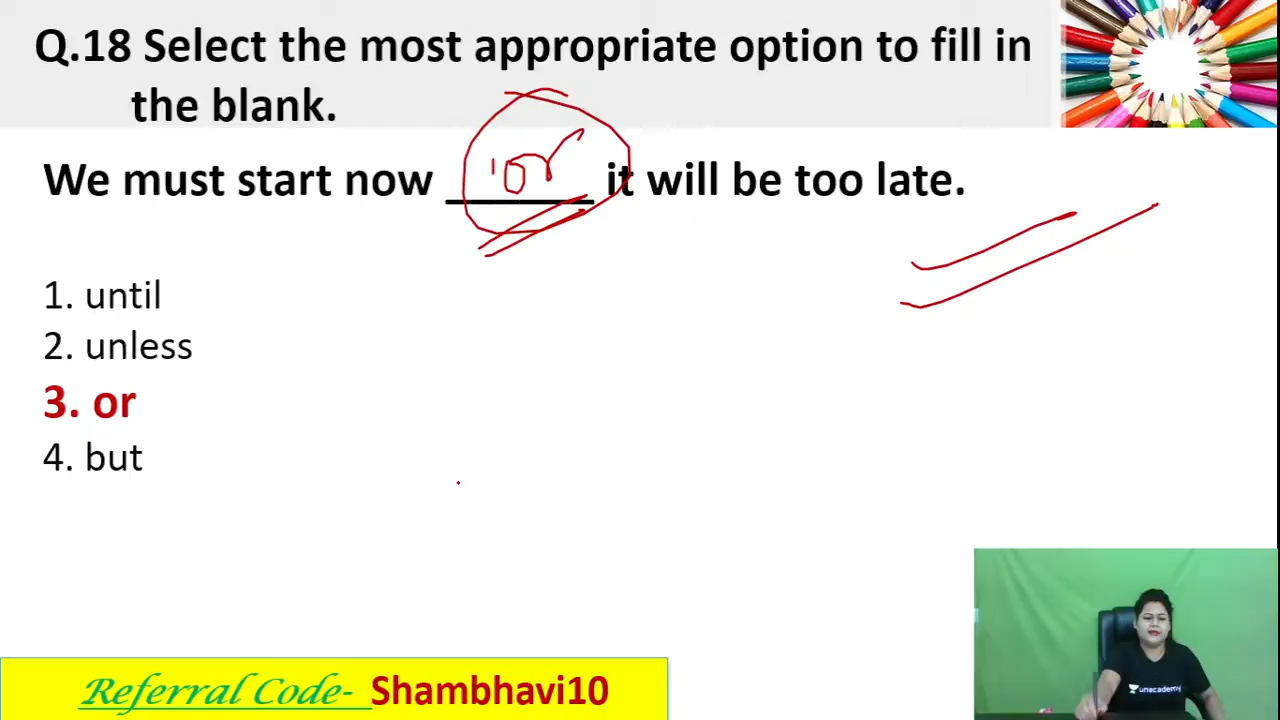 Q.18 Select the most appropriate option to fill in
the blank.
We must start now or it will be too late.
1. until
2. unless
3. or
4. but
Referral Code- Shambhavi10
unacademy